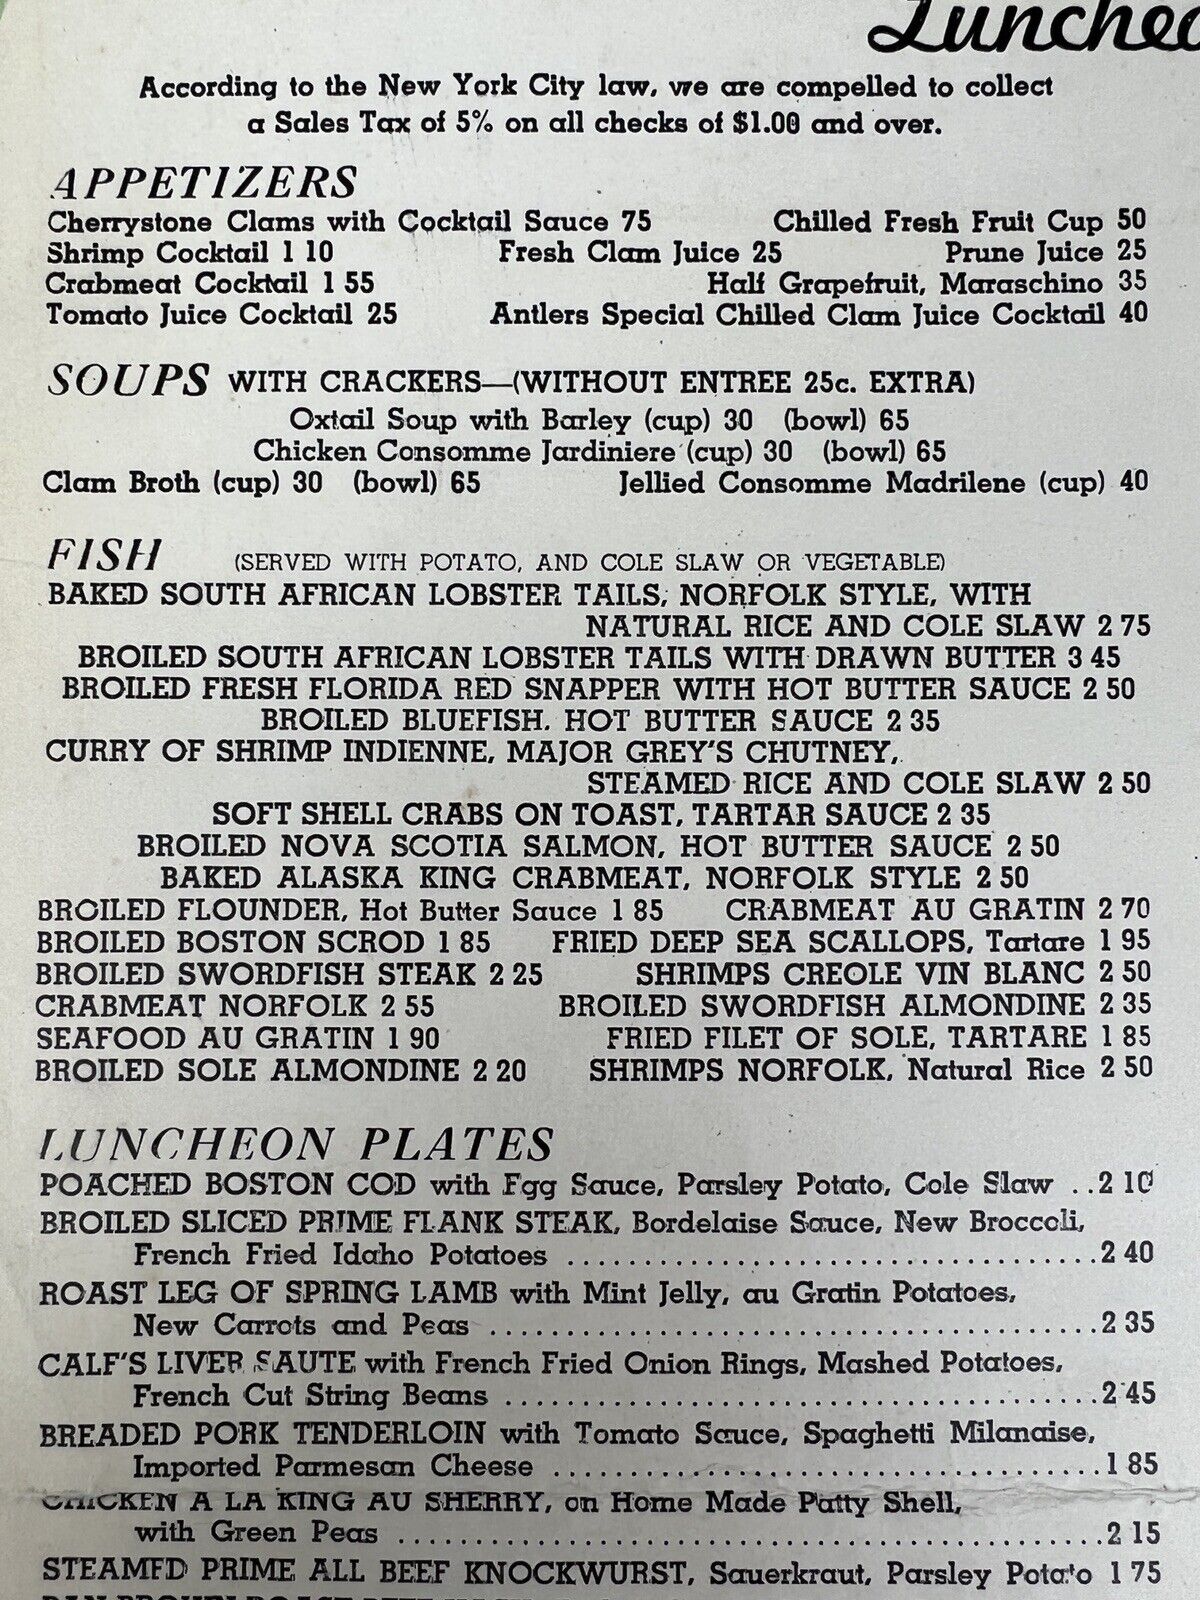 Luncheo
According to the New York City law, we are compelled to collect
a Sales Tax of 5% on all checks of $1.00 and over.
APPETIZERS
Cherrystone Clams with Cocktail Sauce 75 Chilled Fresh Fruit Cup 50
Shrimp Cocktail 1 10 Fresh Clam Juice 25 Prune Juice 25
Crabmeat Cocktail 1 55 Half Grapefruit, Maraschino 35
Tomato Juice Cocktail 25 Antlers Special Chilled Clam Juice Cocktail 40
SOUPS WITH CRACKERS—(WITHOUT ENTREE 25c. EXTRA)
Oxtail Soup with Barley (cup) 30 (bowl) 65
Chicken Consomme Jardiniere (cup) 30 (bowl) 65
Clam Broth (cup) 30 (bowl) 65 Jellied Consomme Madrilene (cup) 40
FISH (SERVED WITH POTATO, AND COLE SLAW OR VEGETABLE)
BAKED SOUTH AFRICAN LOBSTER TAILS, NORFOLK STYLE, WITH
NATURAL RICE AND COLE SLAW 2 75
BROILED SOUTH AFRICAN LOBSTER TAILS WITH DRAWN BUTTER 3 45
BROILED FRESH FLORIDA RED SNAPPER WITH HOT BUTTER SAUCE 2 50
BROILED BLUEFISH. HOT BUTTER SAUCE 2 35
CURRY OF SHRIMP INDIENNE, MAJOR GREY'S CHUTNEY,
STEAMED RICE AND COLE SLAW 2 50
SOFT SHELL CRABS ON TOAST, TARTAR SAUCE 2 35
BROILED NOVA SCOTIA SALMON, HOT BUTTER SAUCE 2 50
BAKED ALASKA KING CRABMEAT, NORFOLK STYLE 2 50
BROILED FLOUNDER, Hot Butter Sauce 1 85 CRABMEAT AU GRATIN 2 70
BROILED BOSTON SCROD 1 85 FRIED DEEP SEA SCALLOPS, Tartare 1 95
BROILED SWORDFISH STEAK 2 25 SHRIMPS CREOLE VIN BLANC 2 50
CRABMEAT NORFOLK 2 55 BROILED SWORDFISH ALMONDINE 2 35
SEAFOOD AU GRATIN 1 90 FRIED FILET OF SOLE, TARTARE 1 85
BROILED SOLE ALMONDINE 2 20 SHRIMPS NORFOLK, Natural Rice 2 50
LUNCHEON PLATES
POACHED BOSTON COD with Egg Sauce, Parsley Potato, Cole Slaw ..2 10
BROILED SLICED PRIME FLANK STEAK, Bordelaise Sauce, New Broccoli,
French Fried Idaho Potatoes ....................................2 40
ROAST LEG OF SPRING LAMB with Mint Jelly, au Gratin Potatoes,
New Carrots and Peas .........................................2 35
CALF'S LIVER SAUTE with French Fried Onion Rings, Mashed Potatoes,
French Cut String Beans ........................................2 45
BREADED PORK TENDERLOIN with Tomato Sauce, Spaghetti Milanaise,
Imported Parmesan Cheese .....................................1 85
CHICKEN A LA KING AU SHERRY, on Home Made Patty Shell,
with Green Peas ................................................2 15
STEAMED PRIME ALL BEEF KNOCKWURST, Sauerkraut, Parsley Potato 1 75